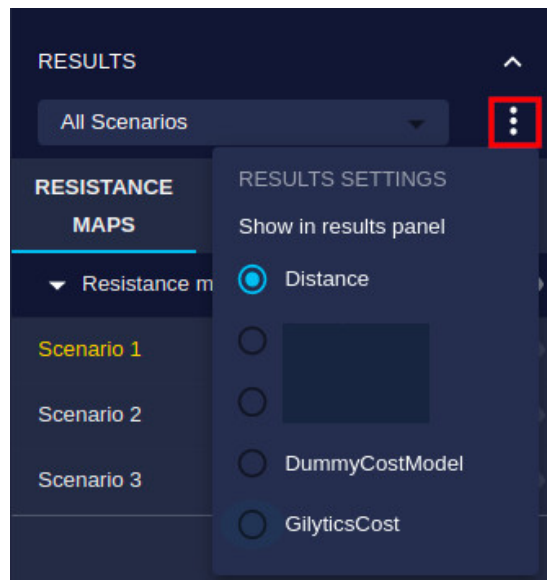 RESULTS
All Scenarios
RESISTANCE
MAPS
RESULTS SETTINGS
Show in results panel
Resistance m
Distance
Scenario 1
Scenario 2
DummyCostModel
Scenario 3
GilyticsCost